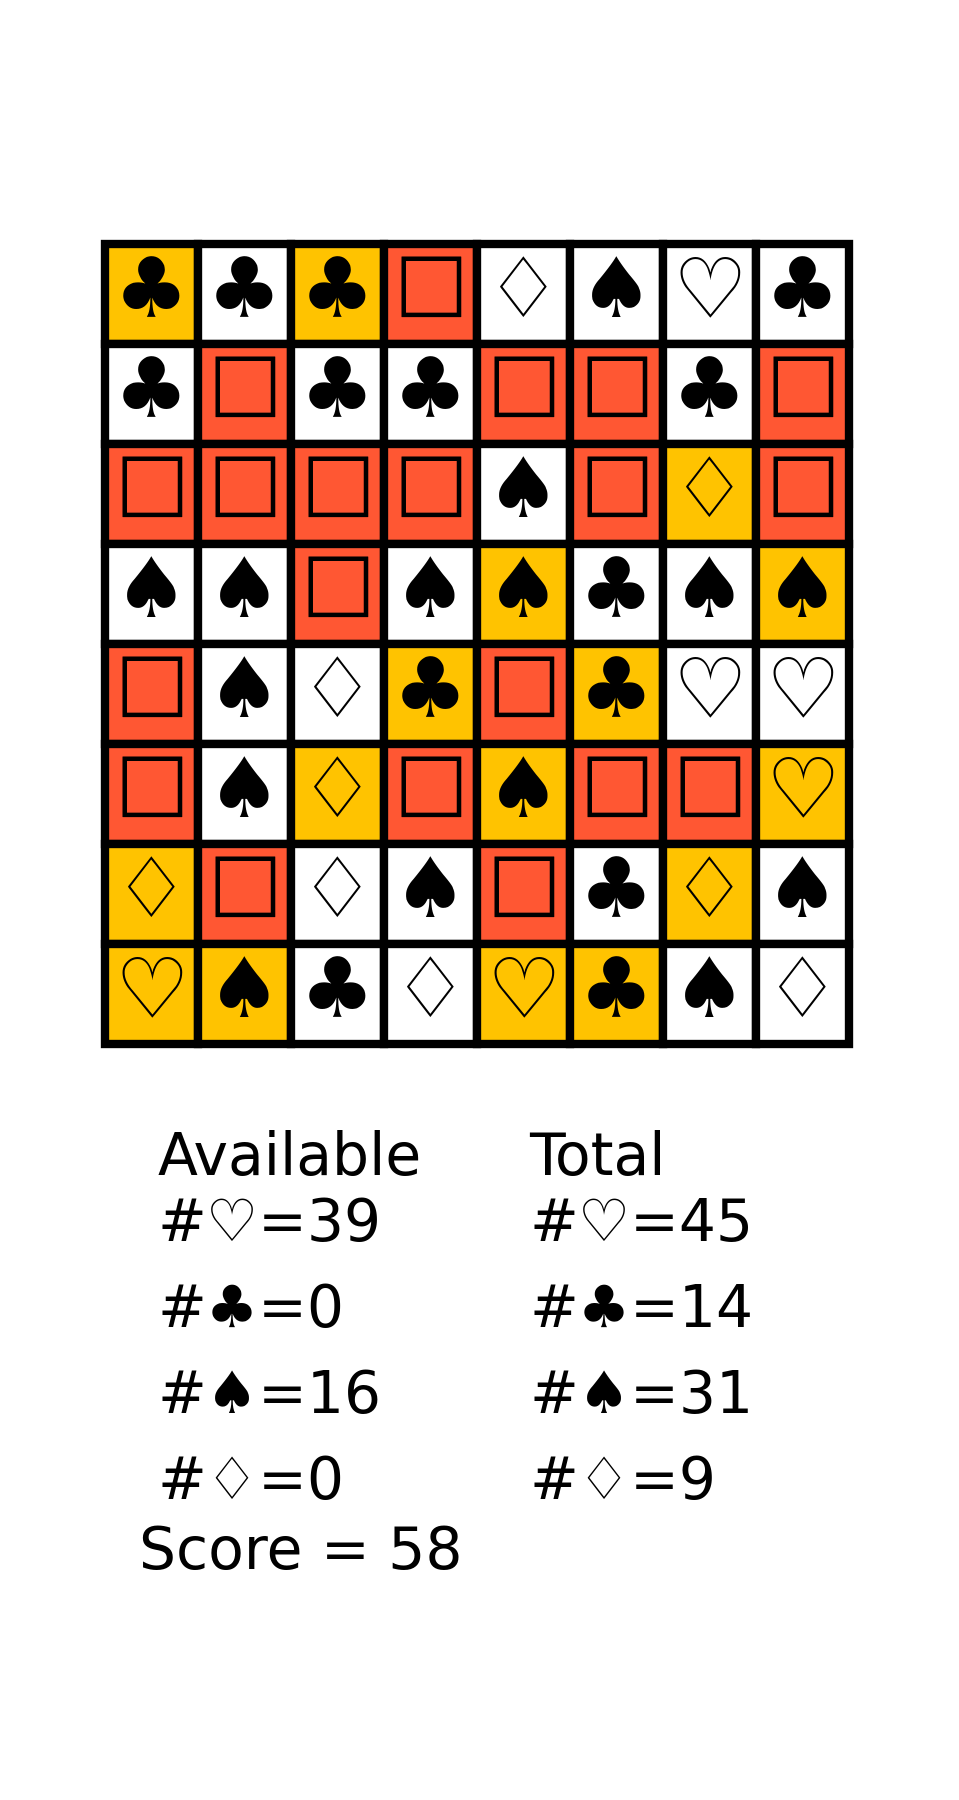 ♣ ♣ ♣ □ ♢ ♠ ♡ ♣
♣ □ ♣ ♣ □ □ ♣ □
□ □ □ □ ♠ □ ♢ □
♠ ♠ □ ♠ ♠ ♣ ♠ ♠
□ ♠ ♢ ♣ □ ♣ ♡ ♡
□ ♠ ♢ □ ♠ □ □ ♡
♢ □ ♢ ♠ □ ♣ ♢ ♠
♡ ♠ ♣ ♢ ♡ ♣ ♠ ♢
Available Total
#♡=39 #♡=45
#♣=0 #♣=14
#♠=16 #♠=31
#♢=0 #♢=9
Score = 58